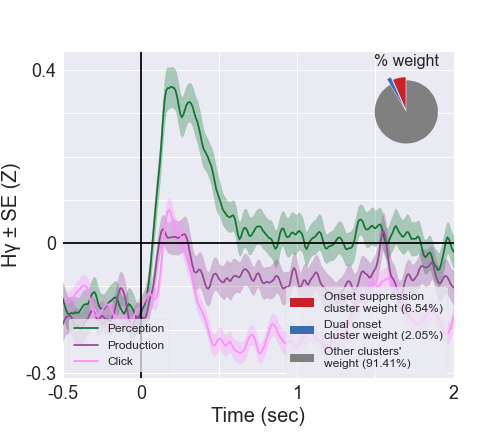 % weight
0.4
0
-0.3
Hγ ± SE (Z)
Perception
Production
Click
Onset suppression
cluster weight (6.54%)
Dual onset
cluster weight (2.05%)
Other clusters'
weight (91.41%)
-0.5
0
1
2
Time (sec)